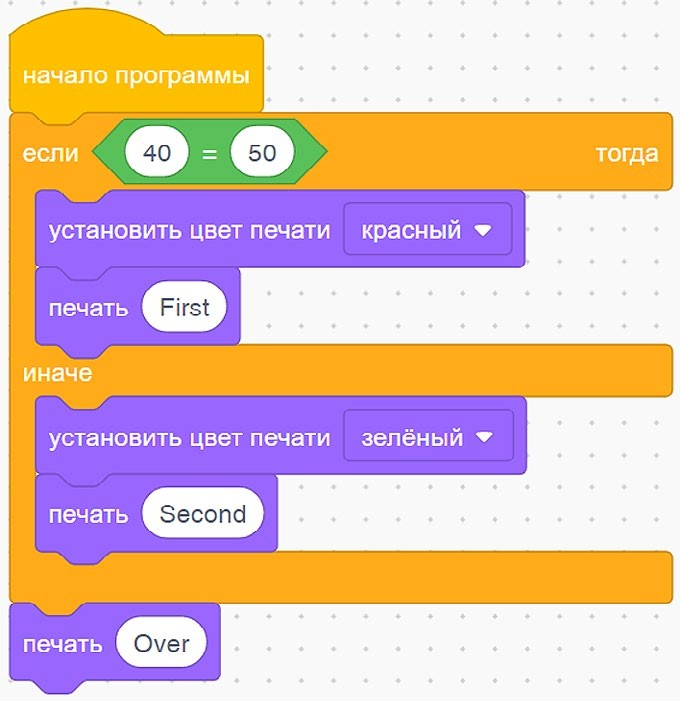 начало программы
если 40 = 50 тогда
установить цвет печати красный
печать First
иначе
установить цвет печати зелёный
печать Second
печать Over